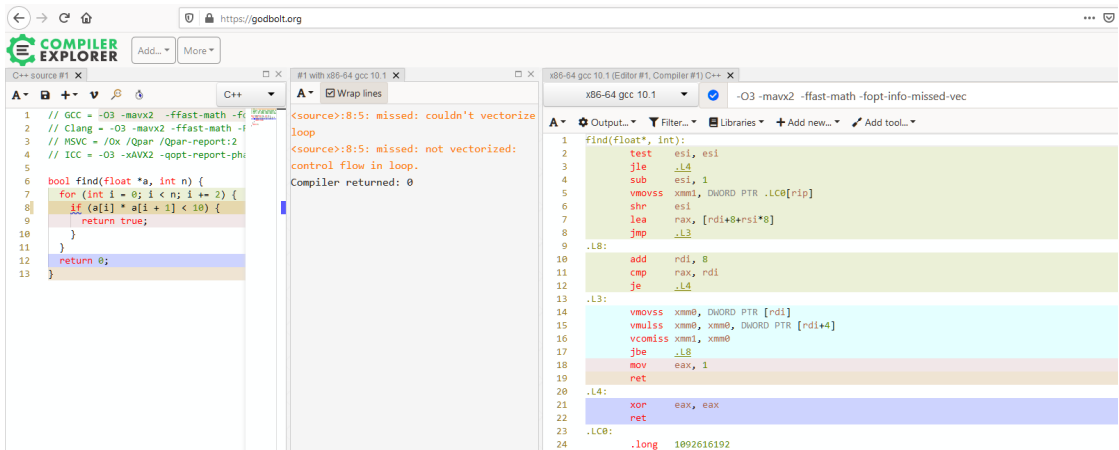 https://godbolt.org
COMPILER
EXPLORER
Add...
More
C++ source #1
A
C++
1 // GCC = -O3 -mavx2 -ffast-math -fo
2 // Clang = -O3 -mavx2 -ffast-math -
3 // MSVC = /Ox /Qpar /Qpar-report:2
4 // ICC = -O3 -xAVX2 -qopt-report-pha
5
6 bool find(float *a, int n) {
7 for (int i = 0; i < n; i += 2) {
8 if (a[i] * a[i + 1] < 10) {
9 return true;
10 }
11 }
12 return 0;
13 }
#1 with x86-64 gcc 10.1
A
Wrap lines
<source>:8:5: missed: couldn't vectorize
loop
<source>:8:5: missed: not vectorized:
control flow in loop.
Compiler returned: 0
x86-64 gcc 10.1 (Editor #1, Compiler #1) C++
x86-64 gcc 10.1
-O3 -mavx2 -ffast-math -fopt-info-missed-vec
A
Output...
Filter...
Libraries
+ Add new...
Add tool...
1 find(float*, int):
2 test esi, esi
3 jle .L4
4 sub esi, 1
5 vmovss xmm1, DWORD PTR .LC0[rip]
6 shr esi
7 lea rax, [rdi+8+rsi*8]
8 jmp .L3
9 .L8:
10 add rdi, 8
11 cmp rax, rdi
12 je .L4
13 .L3:
14 vmovss xmm0, DWORD PTR [rdi]
15 vmulss xmm0, xmm0, DWORD PTR [rdi+4]
16 vcomiss xmm1, xmm0
17 jbe .L8
18 mov eax, 1
19 ret
20 .L4:
21 xor eax, eax
22 ret
23 .LC0:
24 .long 1092616192